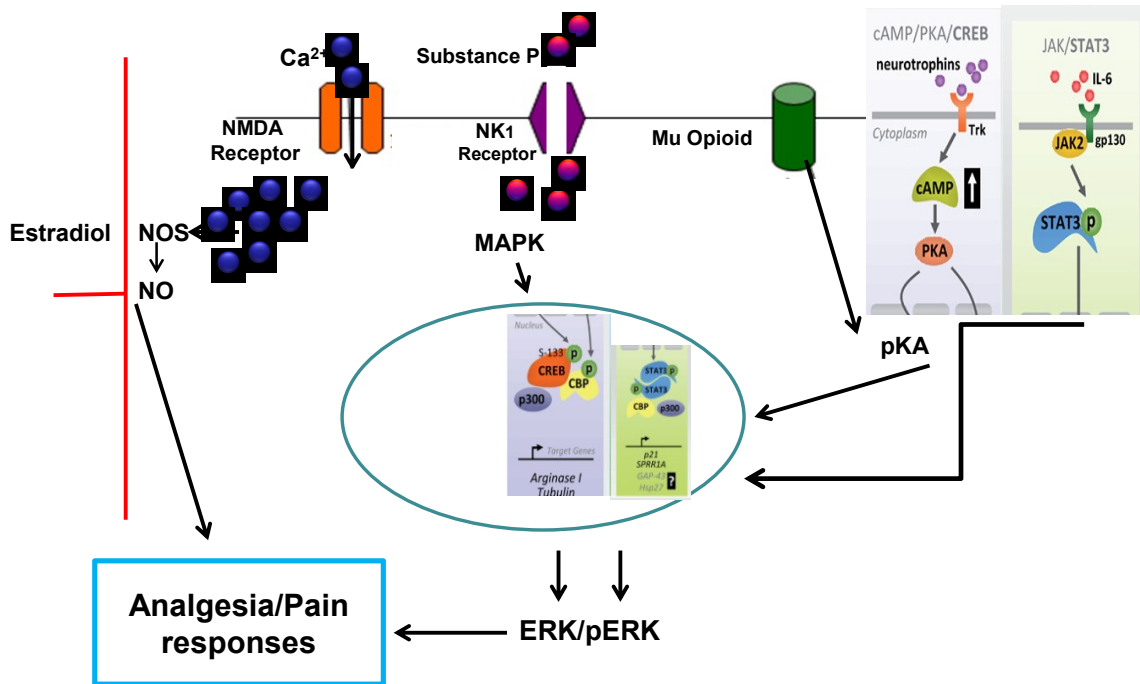 Ca²⁺
Substance P
NMDA
Receptor
NK1
Receptor
Mu Opioid
cAMP/PKA/CREB
neurotrophins
Cytoplasm
Trk
cAMP
PKA
JAK/STAT3
IL-6
JAK2
gp130
STAT3
p
Estradiol
NOS
NO
MAPK
pKA
Nucleus
S-133
p
CREB
p
CBP
p300
Target Genes
Arginase I
Tubulin
STAT3
p
p
STAT3
CBP
p300
p21
SPRR1A
GAP-43
Hsp27
?
Analgesia/Pain
responses
ERK/pERK